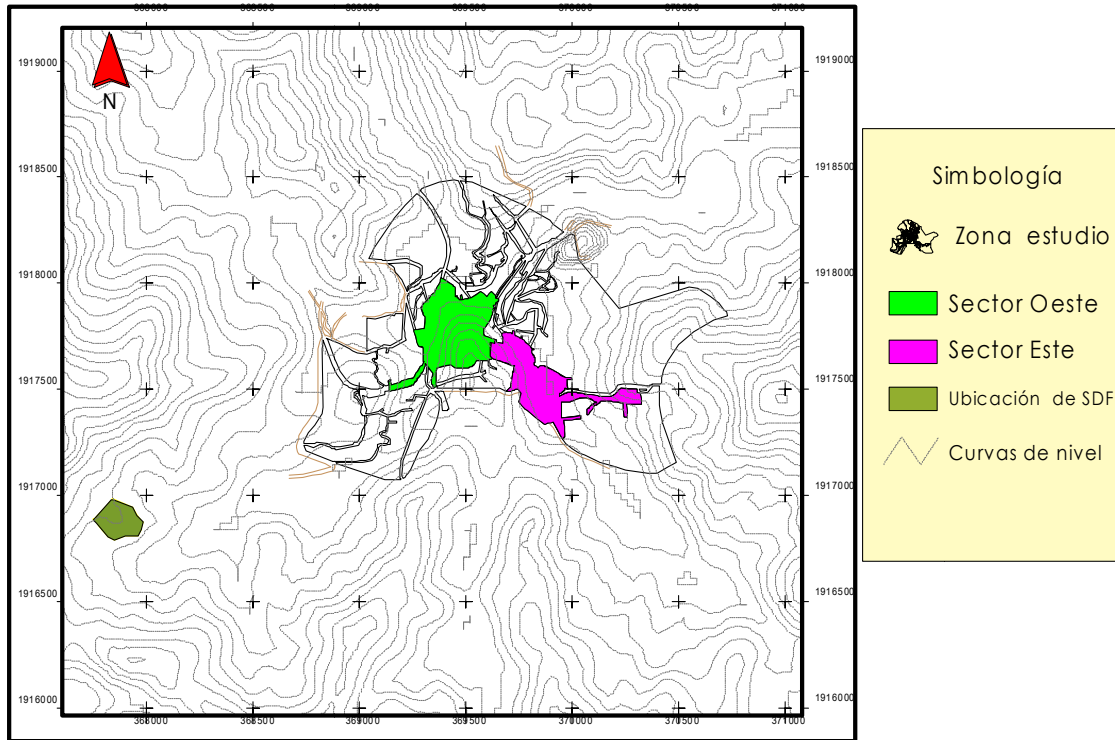 N
1919000
1919000
1918500
1918500
1918000
1918000
1917500
1917500
1917000
1917000
1916500
1916500
1916000
1916000
368000 368500 369000 369500 370000 370500 371000
Simbología
Zona estudio
Sector Oeste
Sector Este
Ubicación de SDF
Curvas de nivel